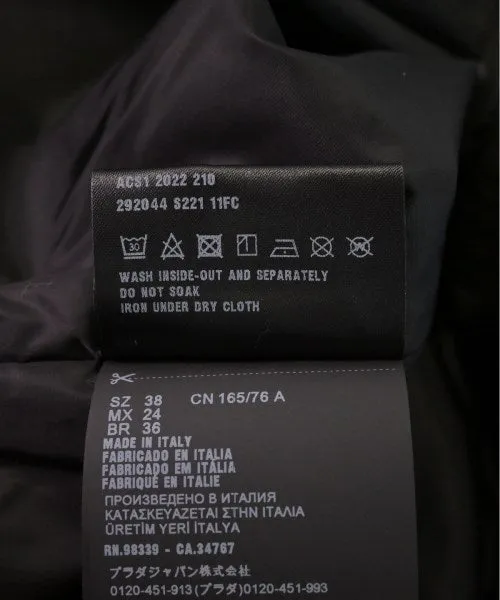 ACS1 2022 210
292044 S221 11FC
30
WASH INSIDE-OUT AND SEPARATELY
DO NOT SOAK
IRON UNDER DRY CLOTH
SZ 38 CN 165/76 A
MX 24
BR 36
MADE IN ITALY
FABBRICADO EN ITALIA
FABRICADO EM ITÁLIA
FABRIQUÉ EN ITALIE
ПРОИЗВЕДЕНО В ИТАЛИЯ
ΚΑΤΑΣΚΕΥΑΖΕΤΑΙ ΣΤΗΝ ΙΤΑΛΙΑ
ÜRETİM YERİ İTALYA
RN.98339 - CA.34767
プラダジャパン株式会社
0120-451-913(プラダ)0120-451-993